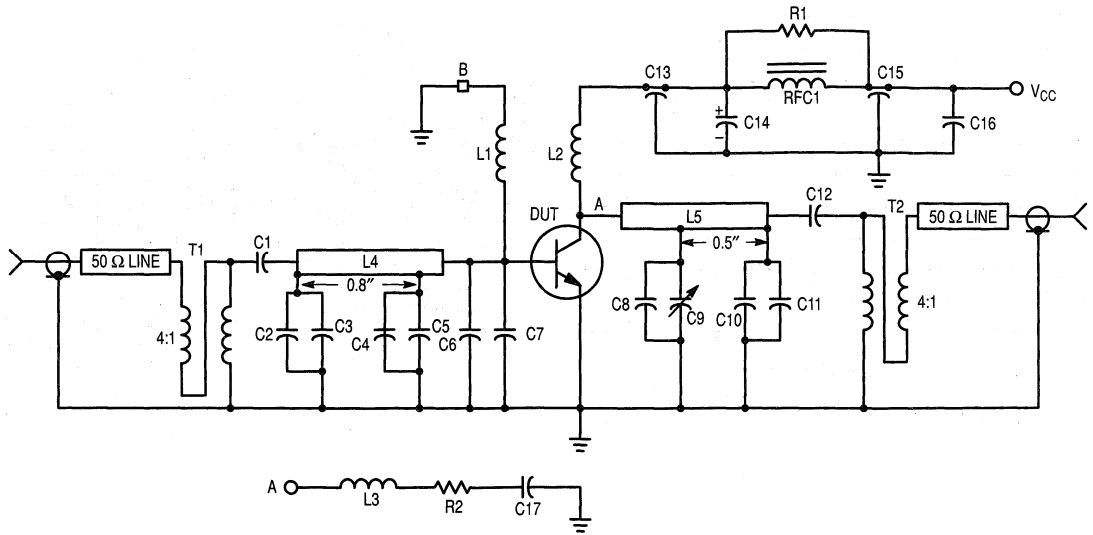 R1
B
C13
C15
RFC1
VCC
+
C14
−
C16
L1
L2
DUT
A
L5
C12
T2
50 Ω LINE
0.5″
T1
C1
50 Ω LINE
L4
0.8″
4:1
C2
C3
C4
C5
C6
C7
C8
C9
C10
C11
4:1
A
L3
R2
C17